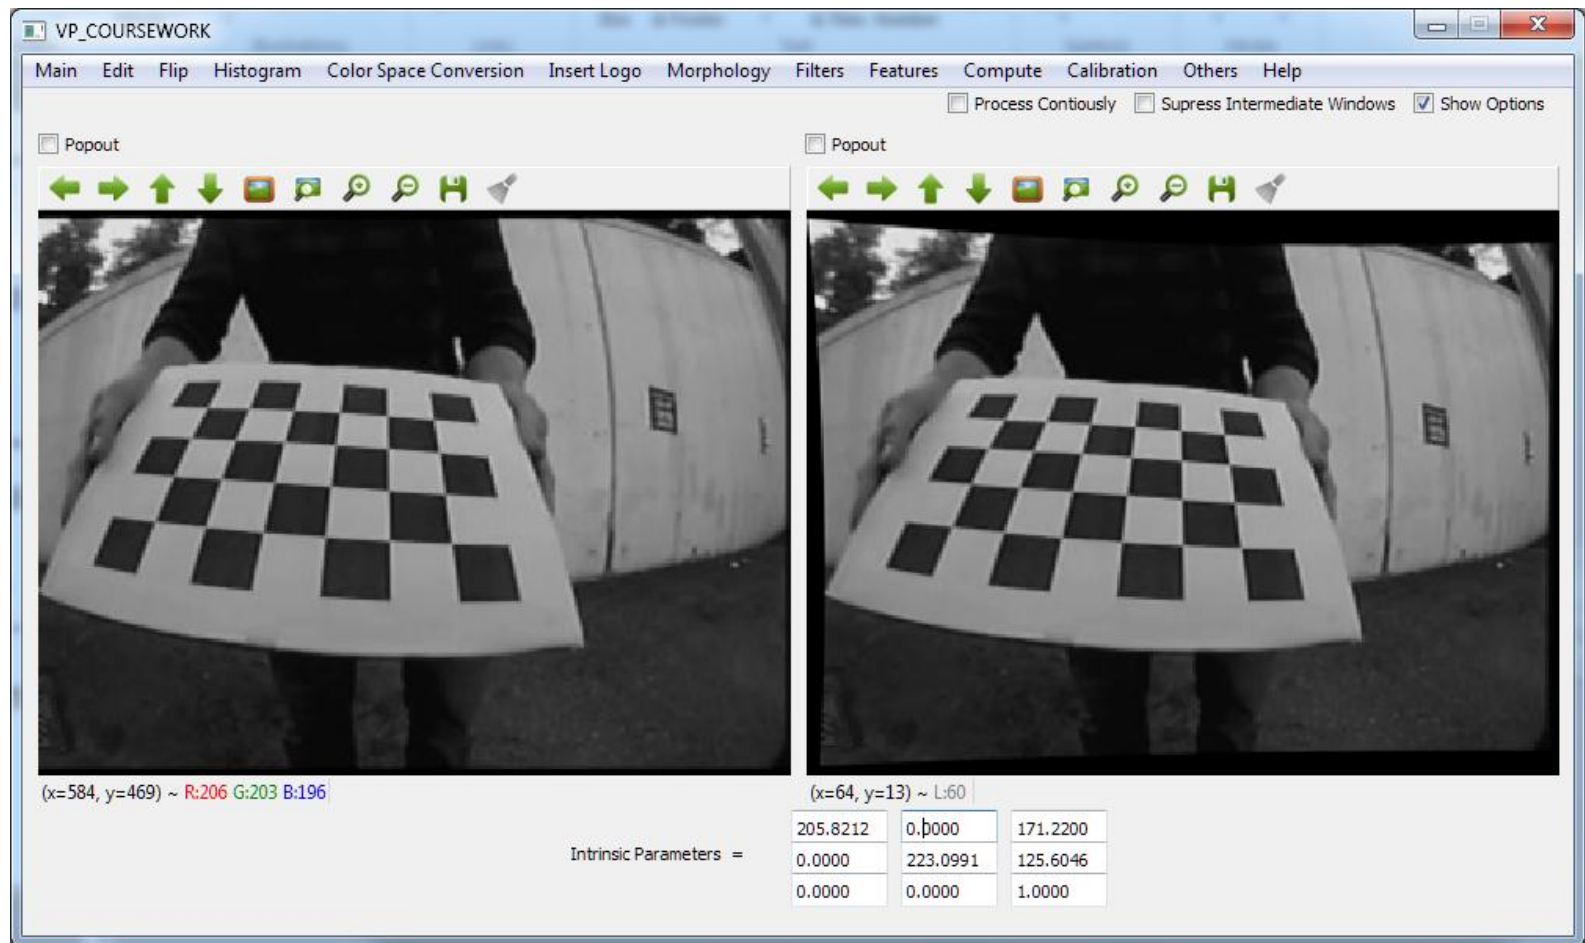 VP_COURSEWORK
Main Edit Flip Histogram Color Space Conversion Insert Logo Morphology Filters Features Compute Calibration Others Help
Process Contiously Supress Intermediate Windows Show Options
Popout Popout
(x=584, y=469) ~ R:206 G:203 B:196 (x=64, y=13) ~ L:60
205.8212 0.0000 171.2200
Intrinsic Parameters = 0.0000 223.0991 125.6046
0.0000 0.0000 1.0000